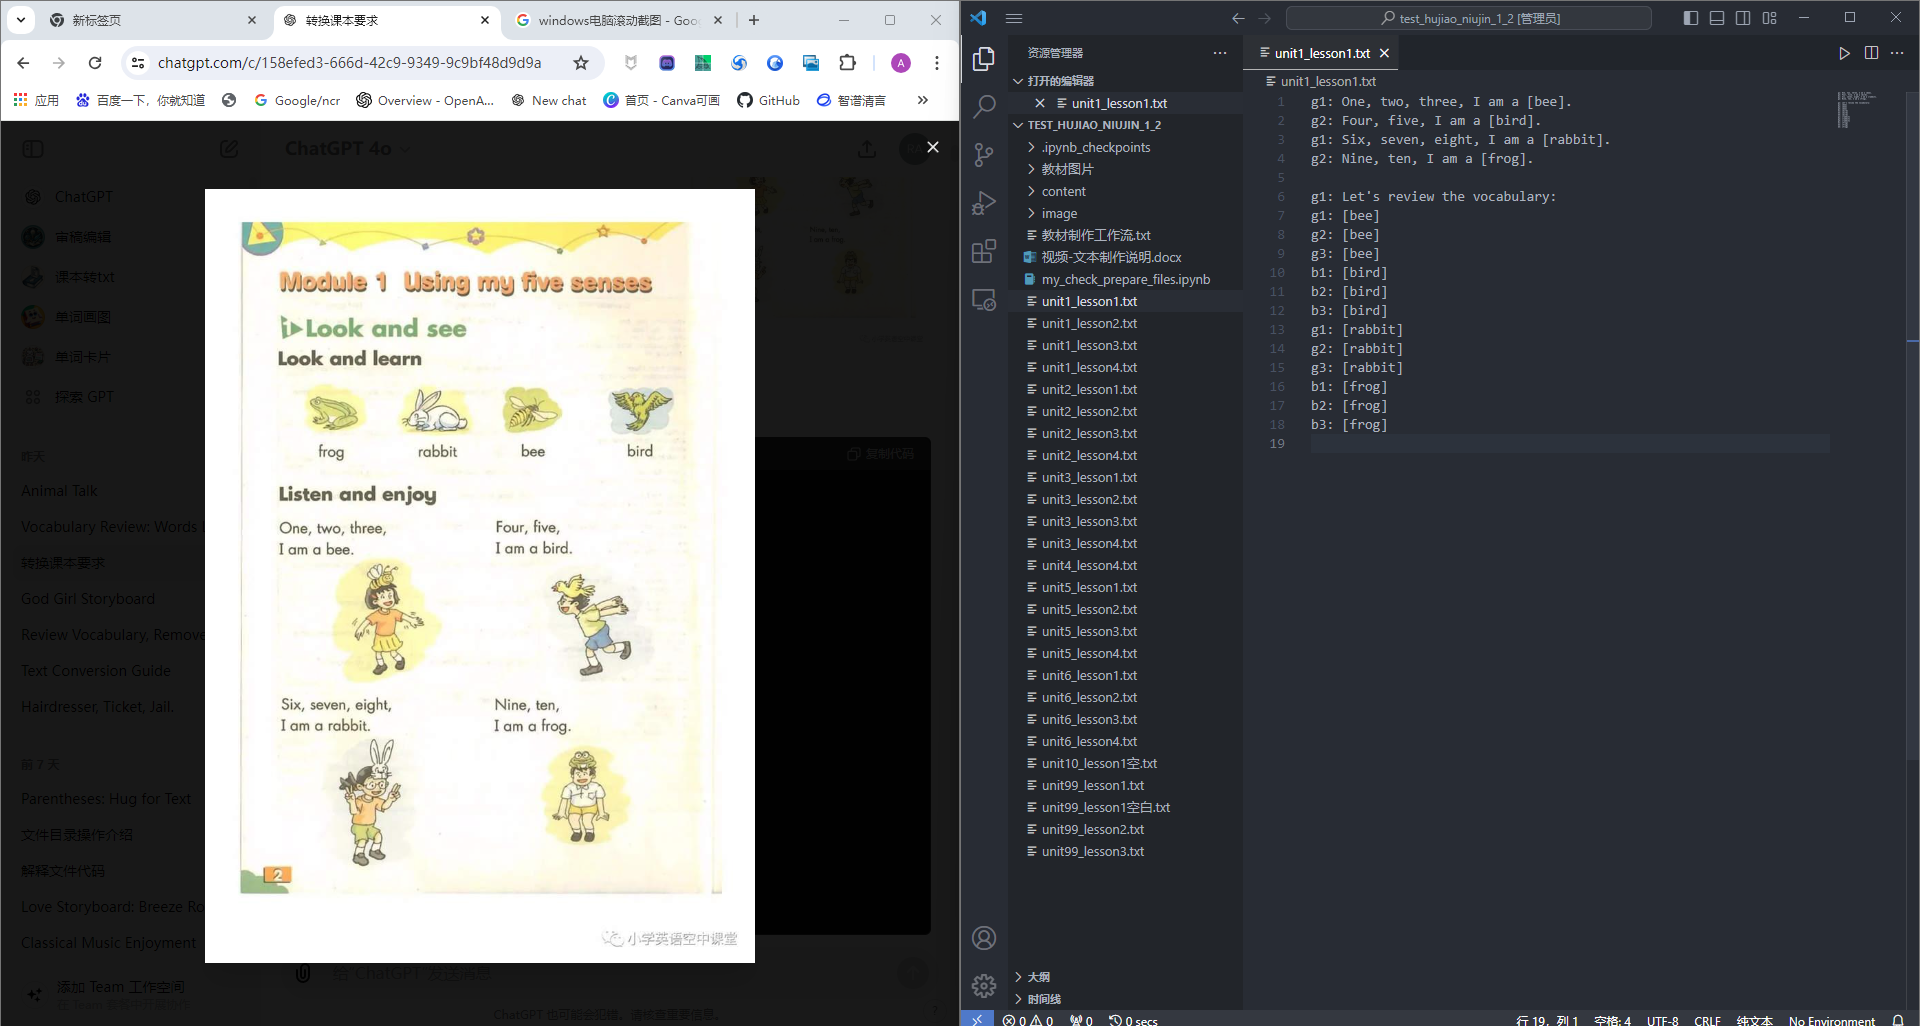 新标签页
转换课本要求
windows电脑滚动截图 - Goo
chatgpt.com/c/158efed3-666d-42c9-9349-9c9bf48d9d9a
A
应用
百度一下，你就知道
Google/ncr
Overview - OpenA...
New chat
首页 - Canva可画
GitHub
智谱清言
ChatGPT 4o
ChatGPT
审稿编辑
课本转txt
单词画图
单词卡片
探索 GPT
昨天
Animal Talk
Vocabulary Review: Words
转换课本要求
God Girl Storyboard
Review Vocabulary, Remove
Text Conversion Guide
Hairdresser, Ticket, Jail.
前 7 天
Parentheses: Hug for Text
文件目录操作介绍
解释文件代码
Love Storyboard: Breeze Ro
Classical Music Enjoyment
添加 Team 工作空间
复制代码
给 ChatGPT 发送消息
ChatGPT 也可能会犯错。请核查重要信息。
Module 1 Using my five senses
Look and see
Look and learn
frog
rabbit
bee
bird
Listen and enjoy
One, two, three,
I am a bee.
Four, five,
I am a bird.
Six, seven, eight,
I am a rabbit.
Nine, ten,
I am a frog.
2
小学英语空中课堂
test_hujiao_niujin_1_2 [管理员]
资源管理器
打开的编辑器
unit1_lesson1.txt
TEST_HUJIAO_NIUJIN_1_2
.ipynb_checkpoints
教材图片
content
image
教材制作工作流.txt
视频-文本制作说明.docx
my_check_prepare_files.ipynb
unit1_lesson1.txt
unit1_lesson2.txt
unit1_lesson3.txt
unit1_lesson4.txt
unit2_lesson1.txt
unit2_lesson2.txt
unit2_lesson3.txt
unit2_lesson4.txt
unit3_lesson1.txt
unit3_lesson2.txt
unit3_lesson3.txt
unit3_lesson4.txt
unit4_lesson4.txt
unit5_lesson1.txt
unit5_lesson2.txt
unit5_lesson3.txt
unit5_lesson4.txt
unit6_lesson1.txt
unit6_lesson2.txt
unit6_lesson3.txt
unit6_lesson4.txt
unit10_lesson1空.txt
unit99_lesson1.txt
unit99_lesson1空白.txt
unit99_lesson2.txt
unit99_lesson3.txt
大纲
时间线
unit1_lesson1.txt
unit1_lesson1.txt
1 g1: One, two, three, I am a [bee].
2 g2: Four, five, I am a [bird].
3 g1: Six, seven, eight, I am a [rabbit].
4 g2: Nine, ten, I am a [frog].
5
6 g1: Let's review the vocabulary:
7 g1: [bee]
8 g2: [bee]
9 g3: [bee]
10 b1: [bird]
11 b2: [bird]
12 b3: [bird]
13 g1: [rabbit]
14 g2: [rabbit]
15 g3: [rabbit]
16 b1: [frog]
17 b2: [frog]
18 b3: [frog]
19
0 0 0 0 secs
行 19，列 1 空格: 4 UTF-8 CRLF 纯文本 No Environment